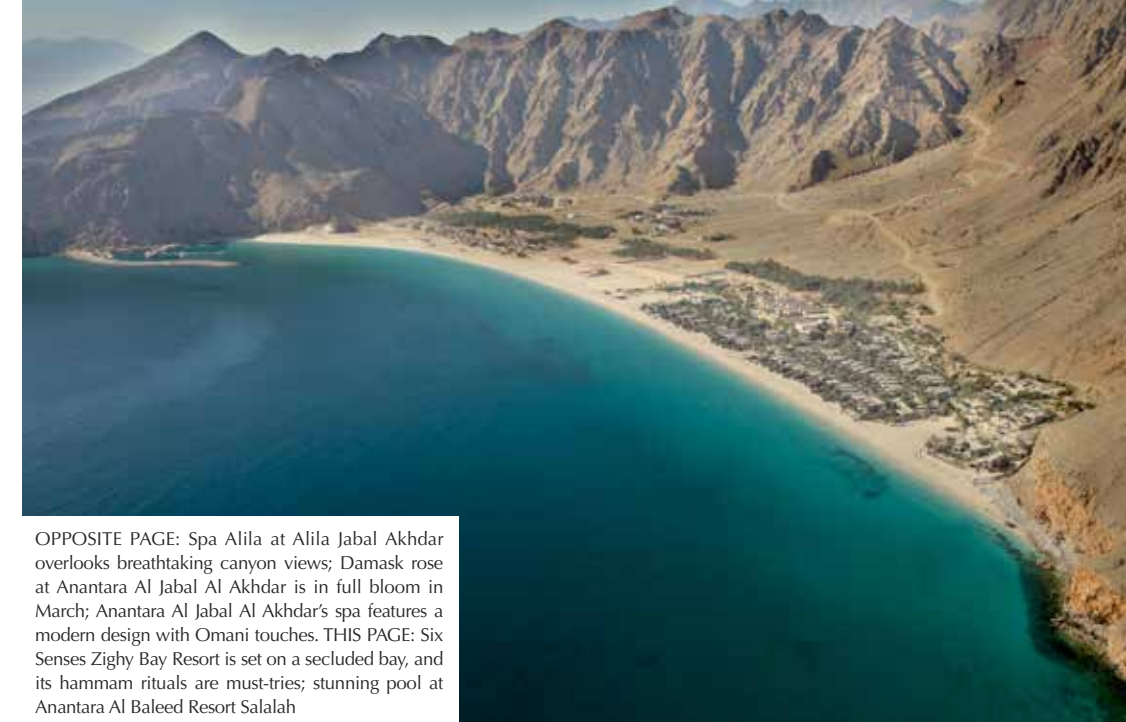 OPPOSITE PAGE: Spa Alila at Alila Jabal Akhdar
overlooks breathtaking canyon views; Damask rose
at Anantara Al Jabal Al Akhdar is in full bloom in
March; Anantara Al Jabal Al Akhdar’s spa features a
modern design with Omani touches. THIS PAGE: Six
Senses Zighy Bay Resort is set on a secluded bay, and
its hammam rituals are must-tries; stunning pool at
Anantara Al Baleed Resort Salalah